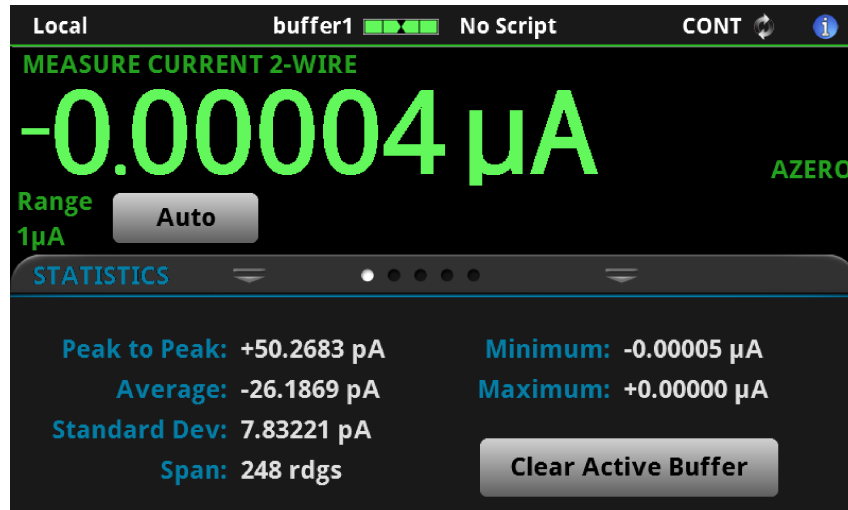 Local buffer1 No Script CONT
MEASURE CURRENT 2-WIRE
-0.00004 µA
AZERO
Range
1µA
Auto
STATISTICS
Peak to Peak: +50.2683 pA
Average: -26.1869 pA
Standard Dev: 7.83221 pA
Span: 248 rdgs
Minimum: -0.00005 µA
Maximum: +0.00000 µA
Clear Active Buffer